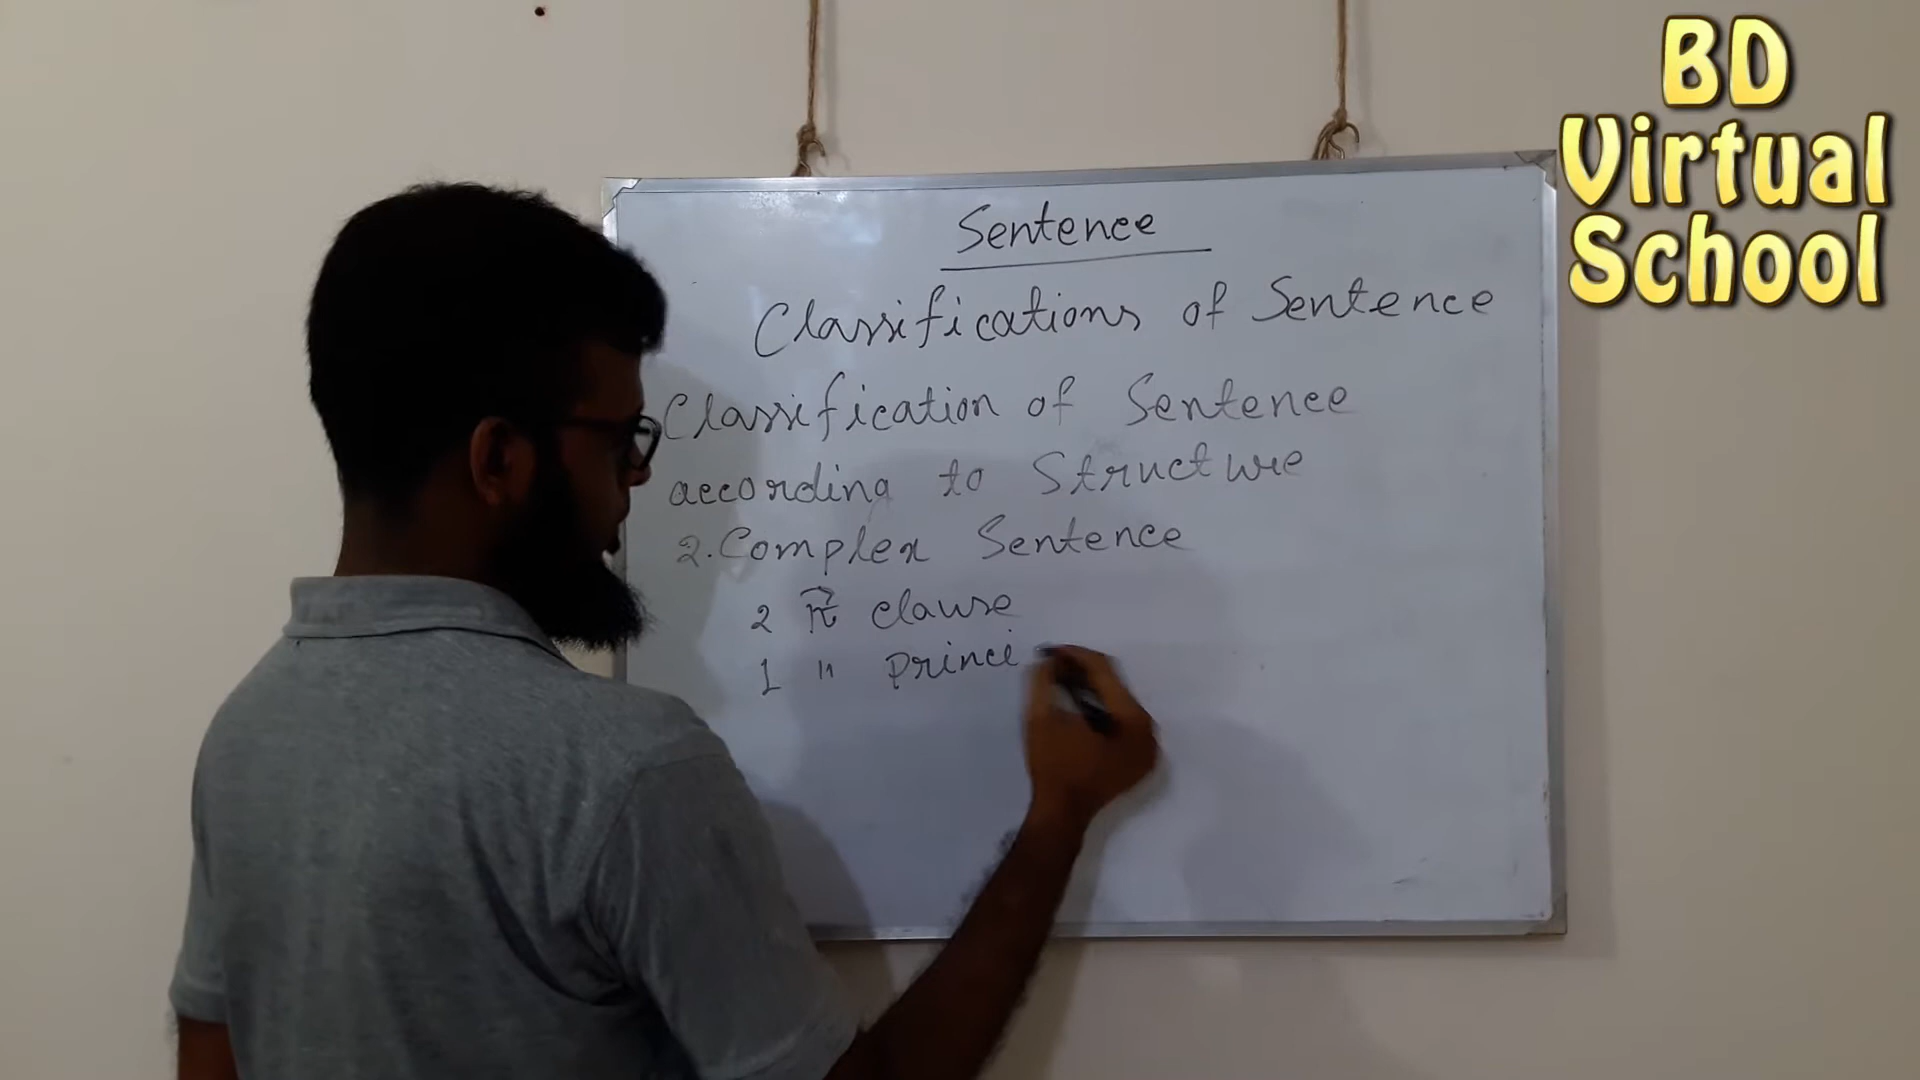 BD
Virtual
School
Sentence
Classifications of Sentence
Classification of Sentence
according to Structure
2. Complex Sentence
2 টি clause
1 " princi